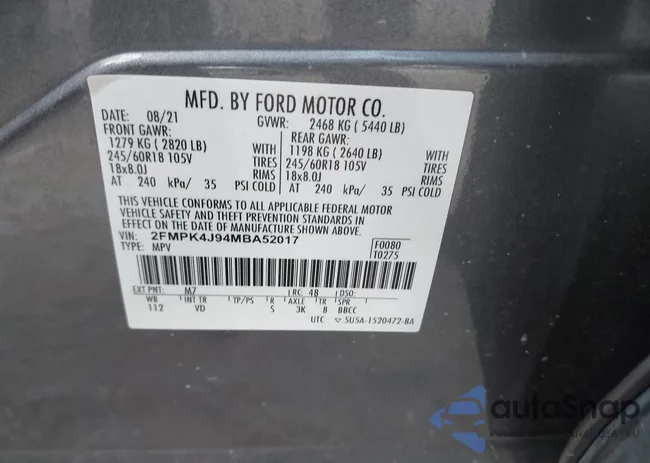 MFD. BY FORD MOTOR CO.
DATE: 08/21 GVWR: 2468 KG ( 5440 LB)
FRONT GAWR: REAR GAWR:
1279 KG ( 2820 LB) WITH 1198 KG ( 2640 LB) WITH
245/60R18 105V TIRES 245/60R18 105V TIRES
18x8.0J RIMS 18x8.0J RIMS
AT 240 kPa/ 35 PSI COLD AT 240 kPa/ 35 PSI COLD
THIS VEHICLE CONFORMS TO ALL APPLICABLE FEDERAL MOTOR
VEHICLE SAFETY AND THEFT PREVENTION STANDARDS IN
EFFECT ON THE DATE OF MANUFACTURE SHOWN ABOVE.
VIN: 2FMPK4J94MBA52017 F0080
TYPE: MPV T0275
EXT PNT: M7 RC: 48 DSO:
WB INT TR TP/PS R AXLE TR SPR
112 VD S 3K 8 BBCC
UTC 5U5A-1520472-BA
autoSnap